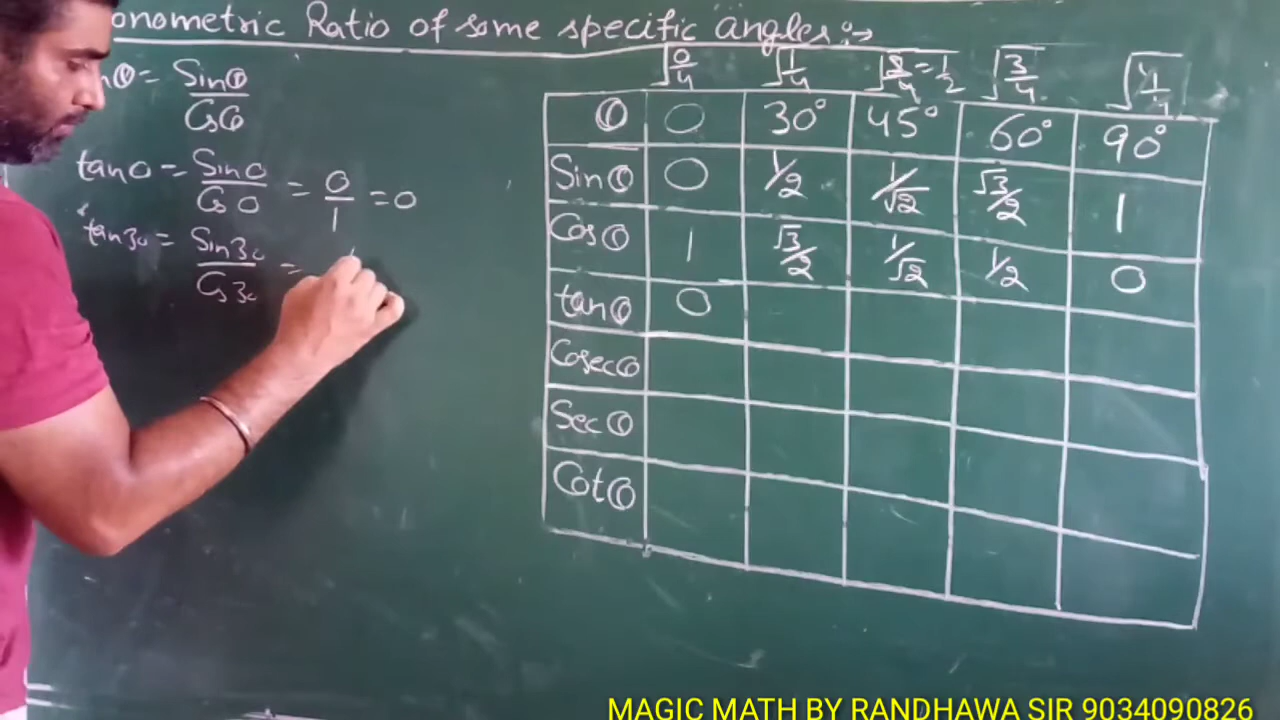 onometric Ratio of some specific angles:→
nθ = Sinθ/Cosθ
tan0 = Sin0/Cos0 = 0/1 = 0
tan30 = Sin30/Cos30 =
√0/4 √1/4 √2/4=1/2 √3/4 √4/4
θ 0 30° 45° 60° 90°
Sinθ 0 1/2 1/√2 √3/2 1
Cosθ 1 √3/2 1/√2 1/2 0
tanθ 0
Cosecθ
Secθ
Cotθ
MAGIC MATH BY RANDHAWA SIR 9034090826